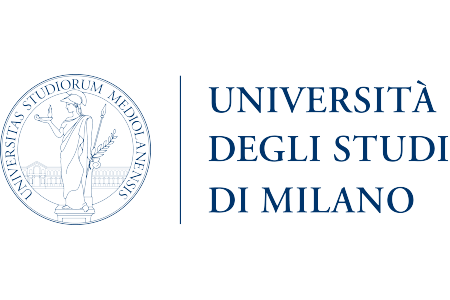 UNIVERSITAS STUDIORUM MEDIOLANENSIS
UNIVERSITÀ
DEGLI STUDI
DI MILANO